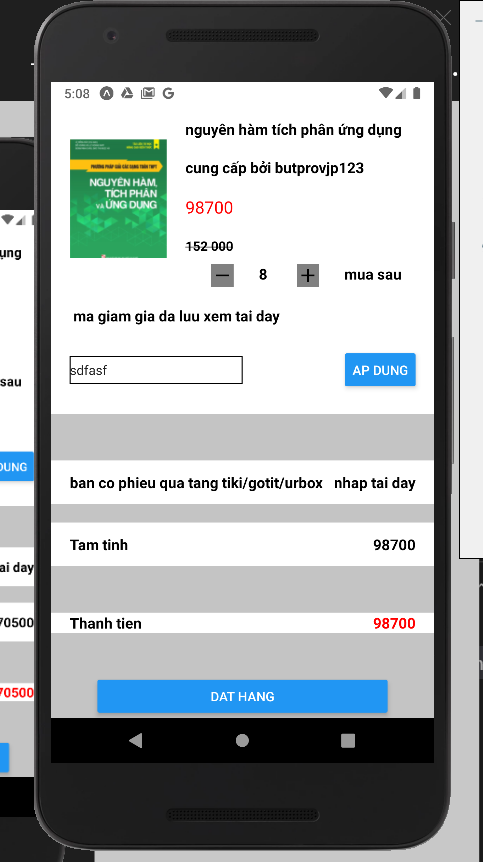 5:08
nguyên hàm tích phân ứng dụng
cung cấp bởi butprovjp123
PHƯƠNG PHÁP GIẢI CÁC DẠNG TOÁN THPT
NGUYÊN HÀM,
TÍCH PHÂN
VÀ ỨNG DỤNG
98700
152 000
8
mua sau
ma giam gia da luu xem tai day
sdfasf
AP DUNG
ban co phieu qua tang tiki/gotit/urbox nhap tai day
Tam tinh 98700
Thanh tien 98700
DAT HANG
ụng
sau
DUNG
ai day
70500
70500